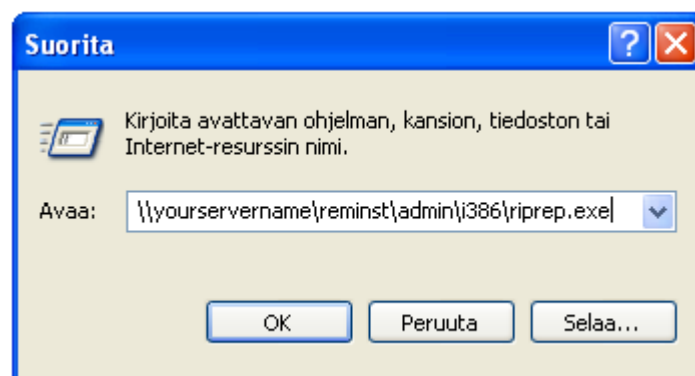 Suorita
Kirjoita avattavan ohjelman, kansion, tiedoston tai
Internet-resurssin nimi.
Avaa: \\yourservername\reminst\admin\i386\riprep.exe
OK Peruuta Selaa...